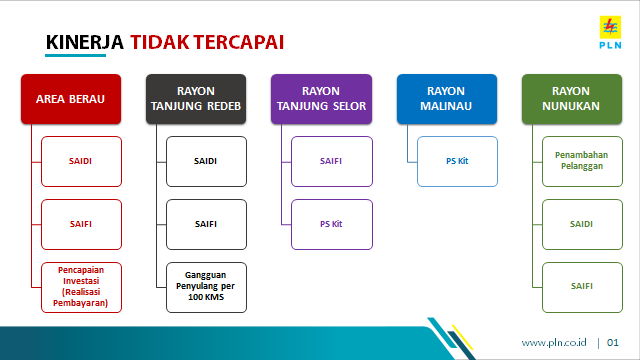 KINERJA TIDAK TERCAPAI
PLN
AREA BERAU
SAIDI
SAIFI
Pencapaian
Investasi
(Realisasi
Pembayaran)
RAYON
TANJUNG REDEB
SAIDI
SAIFI
Gangguan
Penyulang per
100 KMS
RAYON
TANJUNG SELOR
SAIFI
PS Kit
RAYON
MALINAU
PS Kit
RAYON
NUNUKAN
Penambahan
Pelanggan
SAIDI
SAIFI
www.pln.co.id | 01